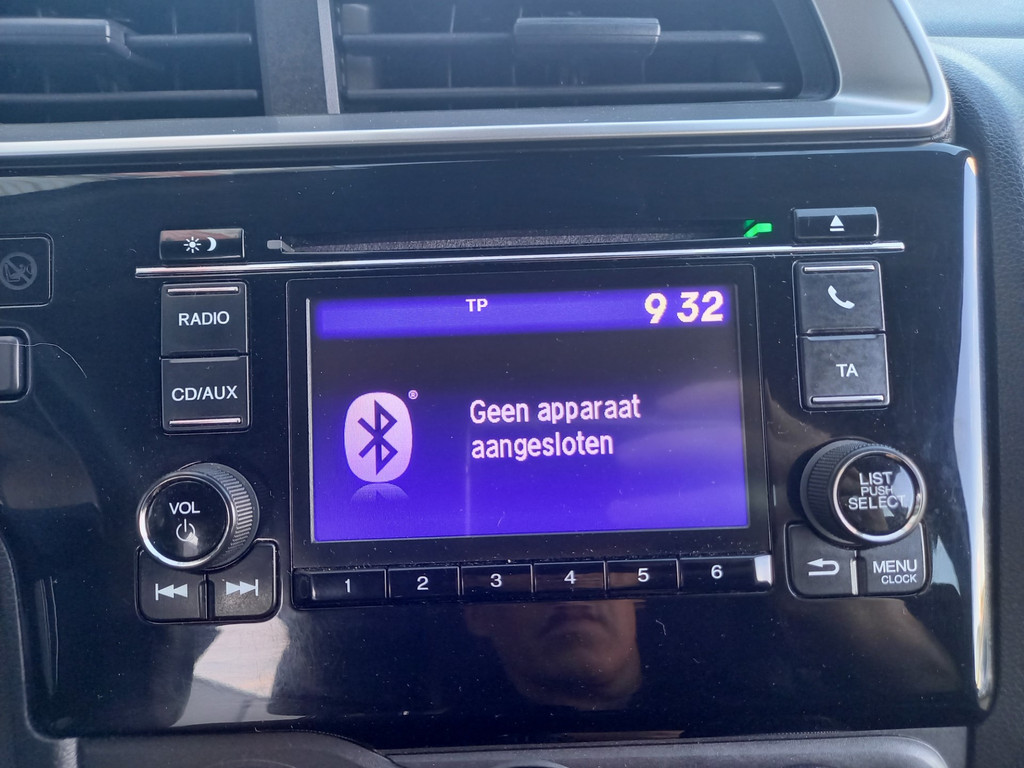 RADIO
CD/AUX
TP
9 32
Geen apparaat
aangesloten
®
TA
VOL
LIST
PUSH
SELECT
MENU
CLOCK
1 2 3 4 5 6